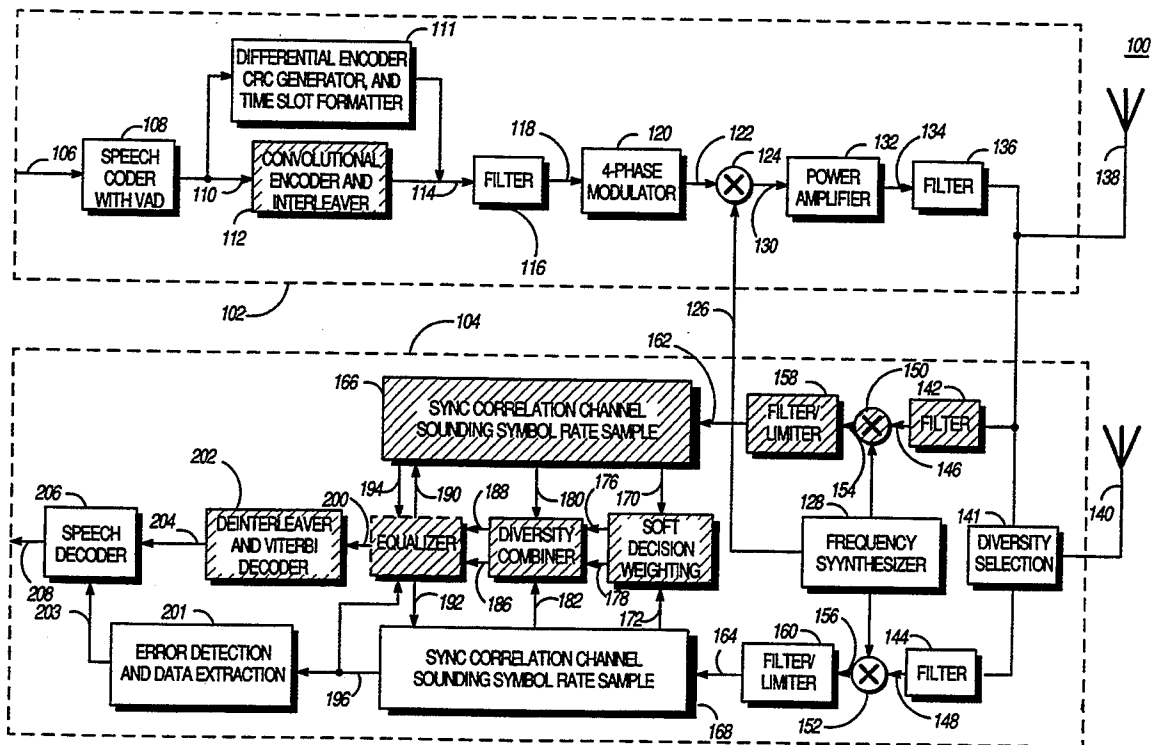 100
111
DIFFERENTIAL ENCODER
CRC GENERATOR, AND
TIME SLOT FORMATTER
106
108
SPEECH
CODER
WITH VAD
110
112
CONVOLUTIONAL
ENCODER AND
INTERLEAVER
114
FILTER
116
118
120
4-PHASE
MODULATOR
122
124
130
132
POWER
AMPLIFIER
134
136
FILTER
138
102
126
104
162
166
SYNC CORRELATION CHANNEL
SOUNDING SYMBOL RATE SAMPLE
158
FILTER/
LIMITER
150
154
142
FILTER
146
202
206
SPEECH
DECODER
204
DEINTERLEAVER
AND VITERBI
DECODER
200
194
190
EQUALIZER
188
186
180
DIVERSITY
COMBINER
176
178
170
SOFT
DECISION
WEIGHTING
128
FREQUENCY
SYYNTHESIZER
141
DIVERSITY
SELECTION
140
208
203
201
ERROR DETECTION
AND DATA EXTRACTION
192
182
172
196
SYNC CORRELATION CHANNEL
SOUNDING SYMBOL RATE SAMPLE
168
164
160
FILTER/
LIMITER
156
152
144
FILTER
148